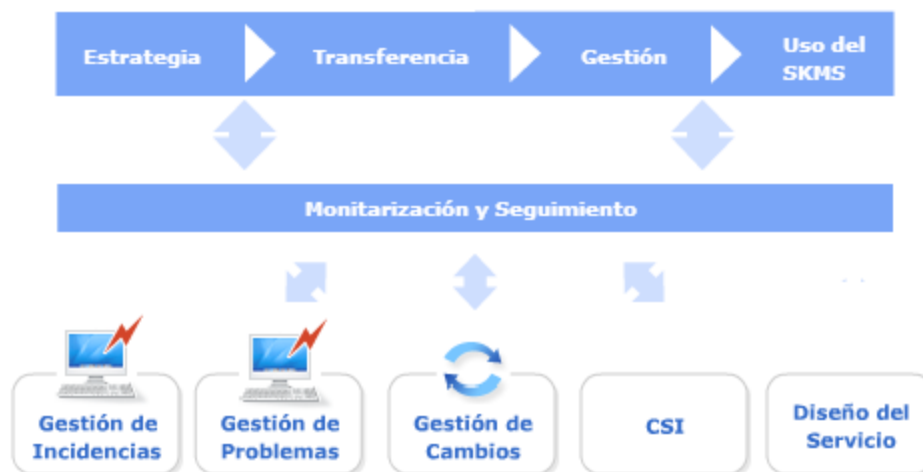 Estrategia
Transferencia
Gestión
Uso del
SKMS
Monitarización y Seguimiento
Gestión de
Incidencias
Gestión de
Problemas
Gestión de
Cambios
CSI
Diseño del
Servicio